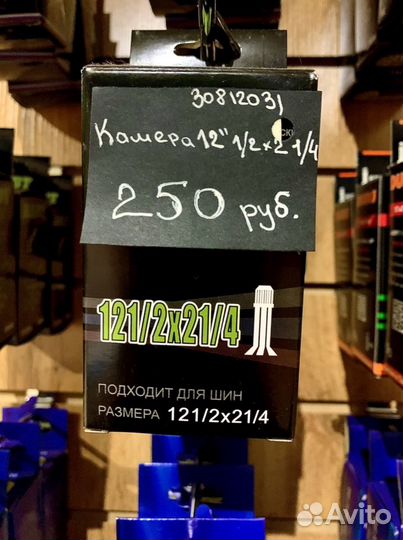 30812031
Камера 12" 1/2×2 1/4
250 руб.
121/2x21/4
ПОДХОДИТ ДЛЯ ШИН
РАЗМЕРА 121/2x21/4
Avito